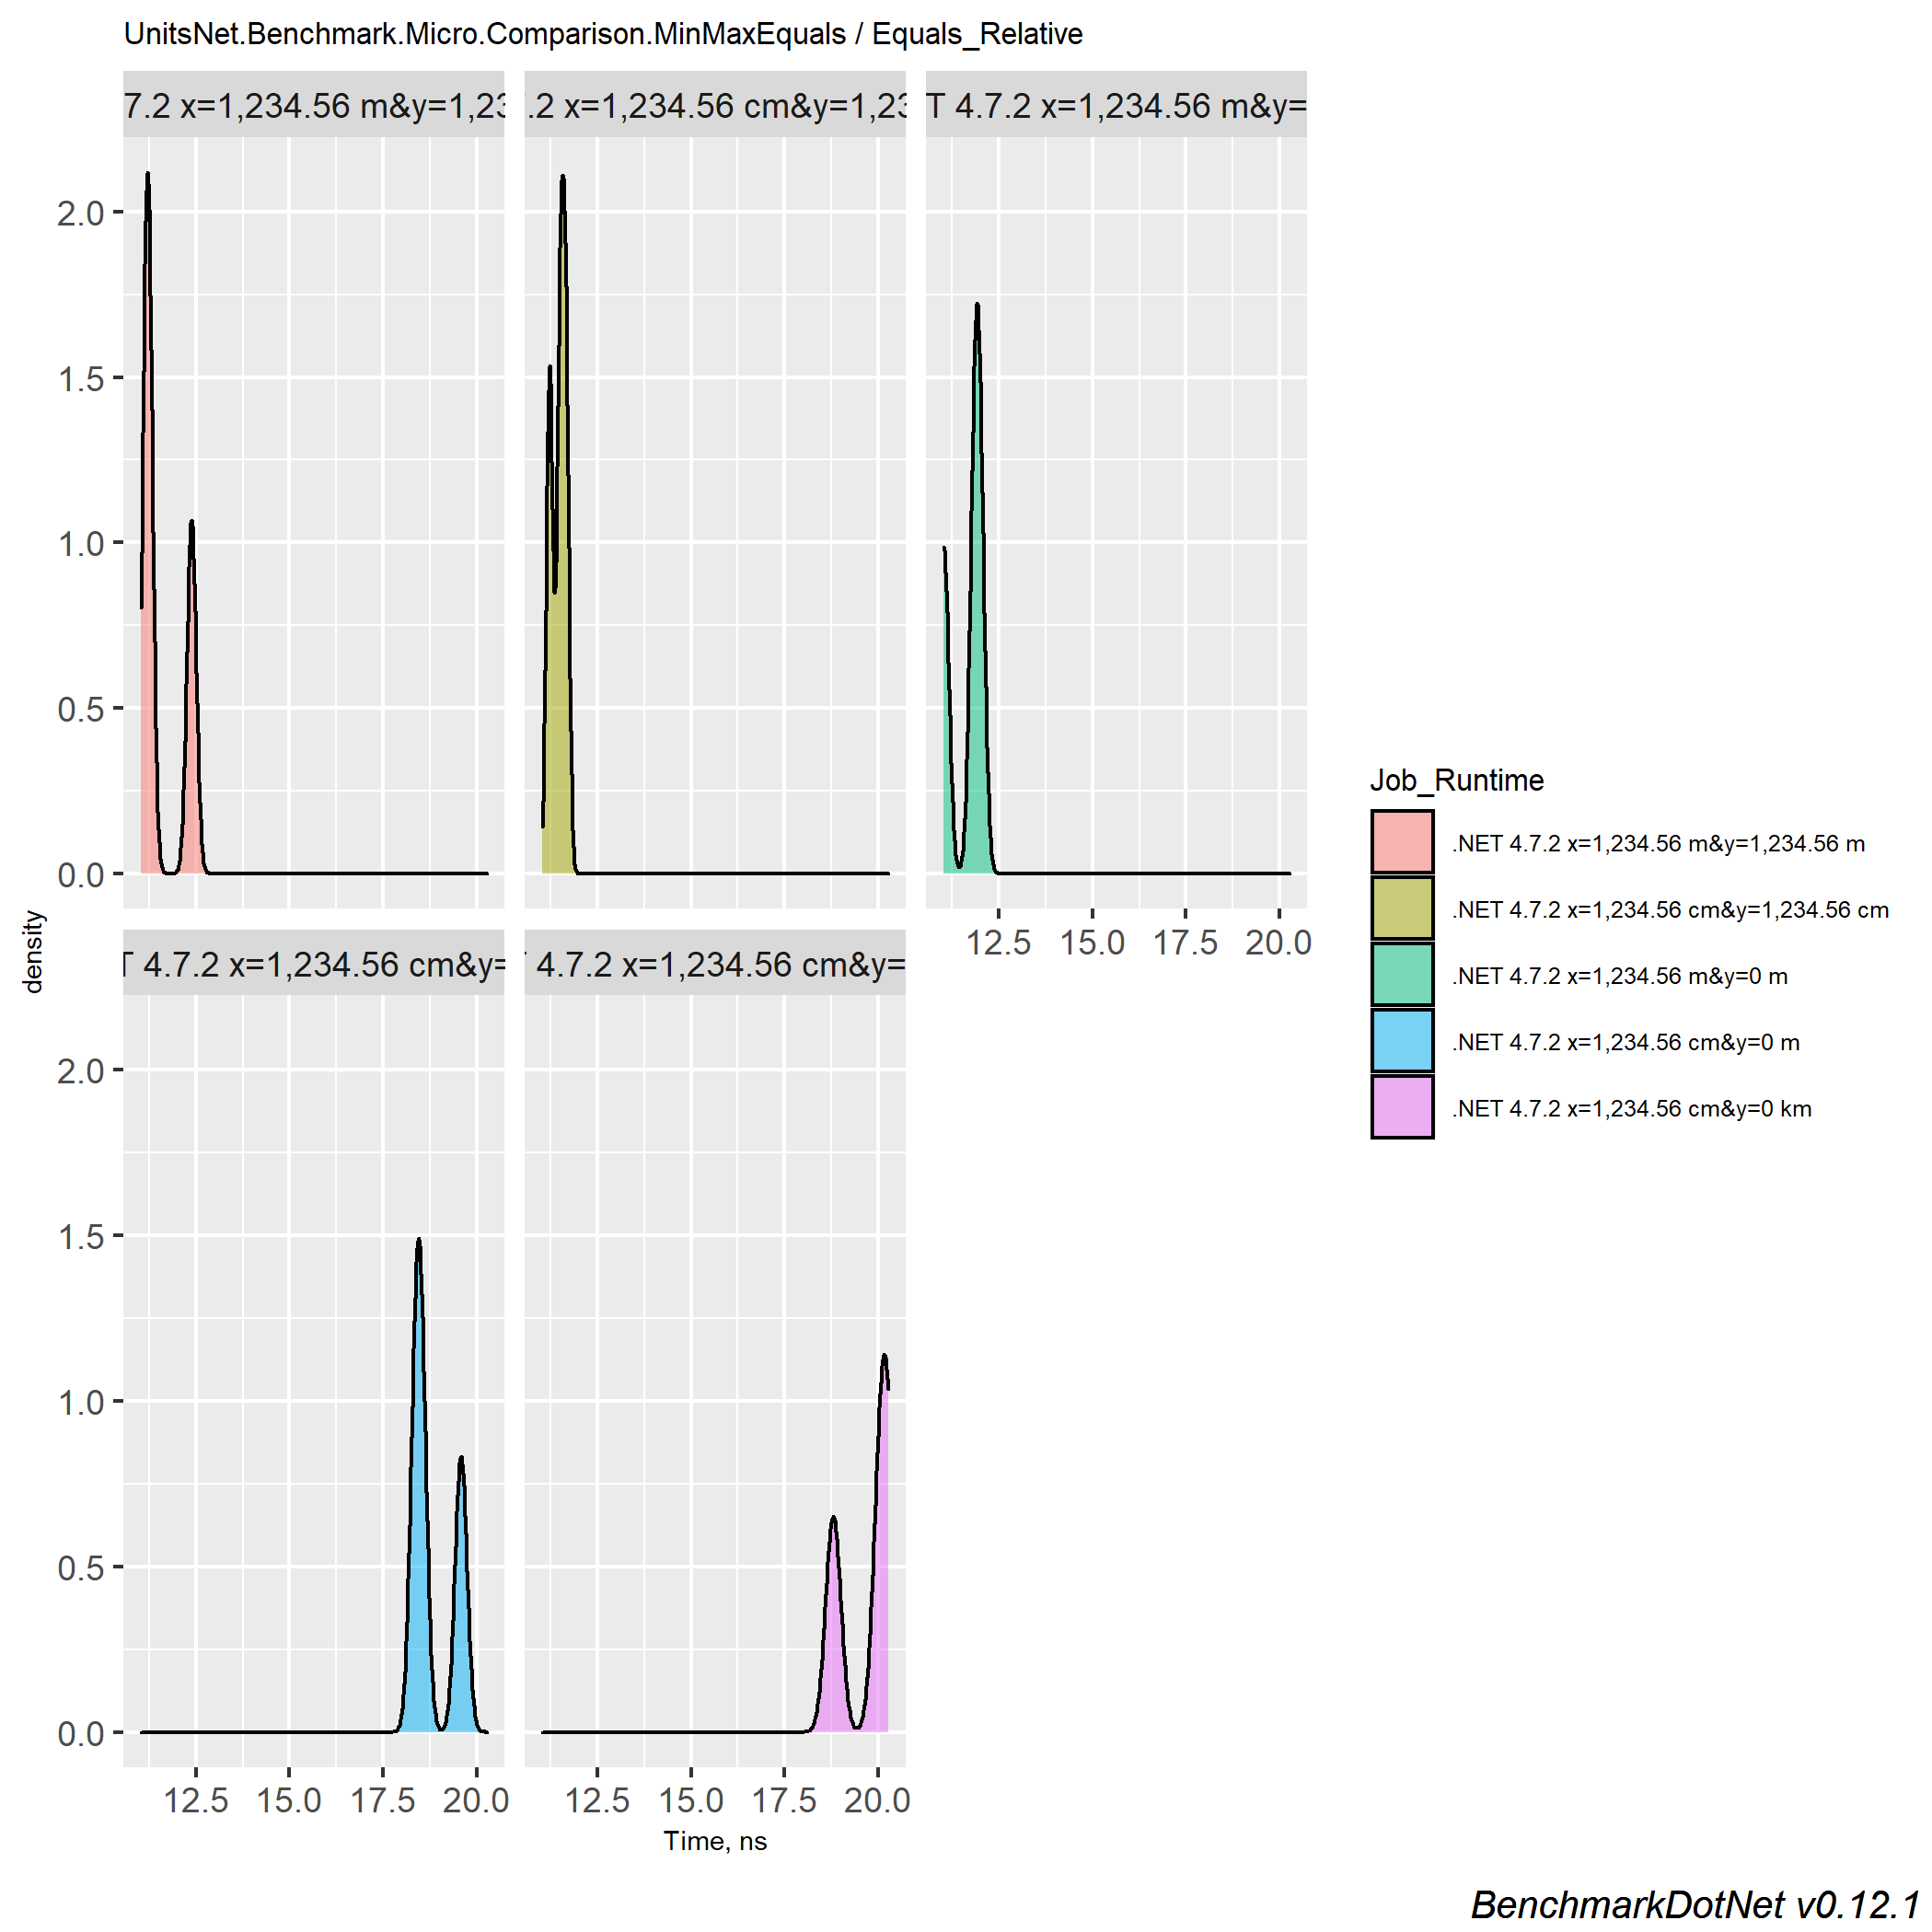 UnitsNet.Benchmark.Micro.Comparison.MinMaxEquals / Equals_Relative
7.2 x=1,234.56 m&y=1,23
.2 x=1,234.56 cm&y=1,23
T 4.7.2 x=1,234.56 m&y=
2.0
1.5
1.0
0.5
0.0
12.5 15.0 17.5 20.0
density
T 4.7.2 x=1,234.56 cm&y=
4.7.2 x=1,234.56 cm&y=
2.0
1.5
1.0
0.5
0.0
12.5 15.0 17.5 20.0
12.5 15.0 17.5 20.0
Time, ns
Job_Runtime
.NET 4.7.2 x=1,234.56 m&y=1,234.56 m
.NET 4.7.2 x=1,234.56 cm&y=1,234.56 cm
.NET 4.7.2 x=1,234.56 m&y=0 m
.NET 4.7.2 x=1,234.56 cm&y=0 m
.NET 4.7.2 x=1,234.56 cm&y=0 km
BenchmarkDotNet v0.12.1